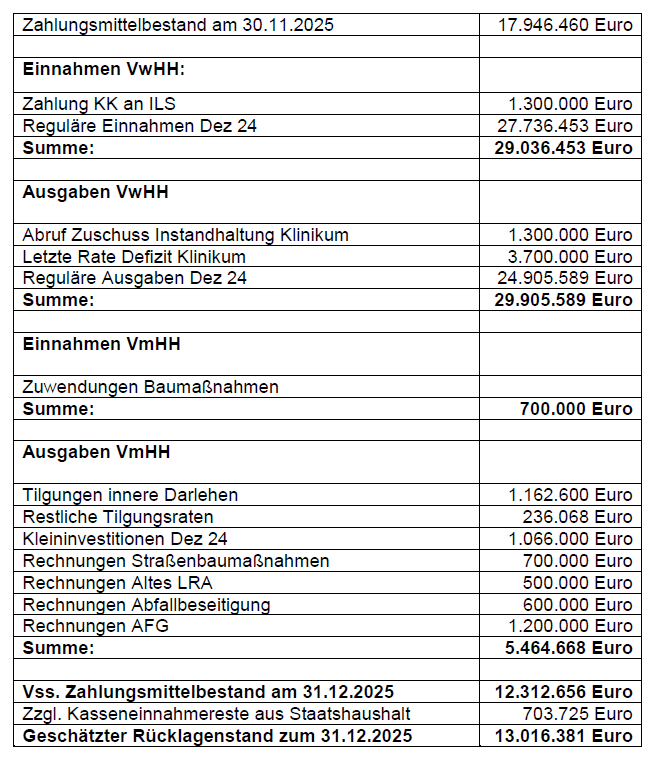 Zahlungsmittelbestand am 30.11.2025 17.946.460 Euro
Einnahmen VwHH:
Zahlung KK an ILS 1.300.000 Euro
Reguläre Einnahmen Dez 24 27.736.453 Euro
Summe: 29.036.453 Euro
Ausgaben VwHH
Abruf Zuschuss Instandhaltung Klinikum 1.300.000 Euro
Letzte Rate Defizit Klinikum 3.700.000 Euro
Reguläre Ausgaben Dez 24 24.905.589 Euro
Summe: 29.905.589 Euro
Einnahmen VmHH
Zuwendungen Baumaßnahmen
Summe: 700.000 Euro
Ausgaben VmHH
Tilgungen innere Darlehen 1.162.600 Euro
Restliche Tilgungsraten 236.068 Euro
Kleininvestitionen Dez 24 1.066.000 Euro
Rechnungen Straßenbaumaßnahmen 700.000 Euro
Rechnungen Altes LRA 500.000 Euro
Rechnungen Abfallbeseitigung 600.000 Euro
Rechnungen AFG 1.200.000 Euro
Summe: 5.464.668 Euro
Vss. Zahlungsmittelbestand am 31.12.2025 12.312.656 Euro
Zzgl. Kasseneinnahmereste aus Staatshaushalt 703.725 Euro
Geschätzter Rücklagenstand zum 31.12.2025 13.016.381 Euro